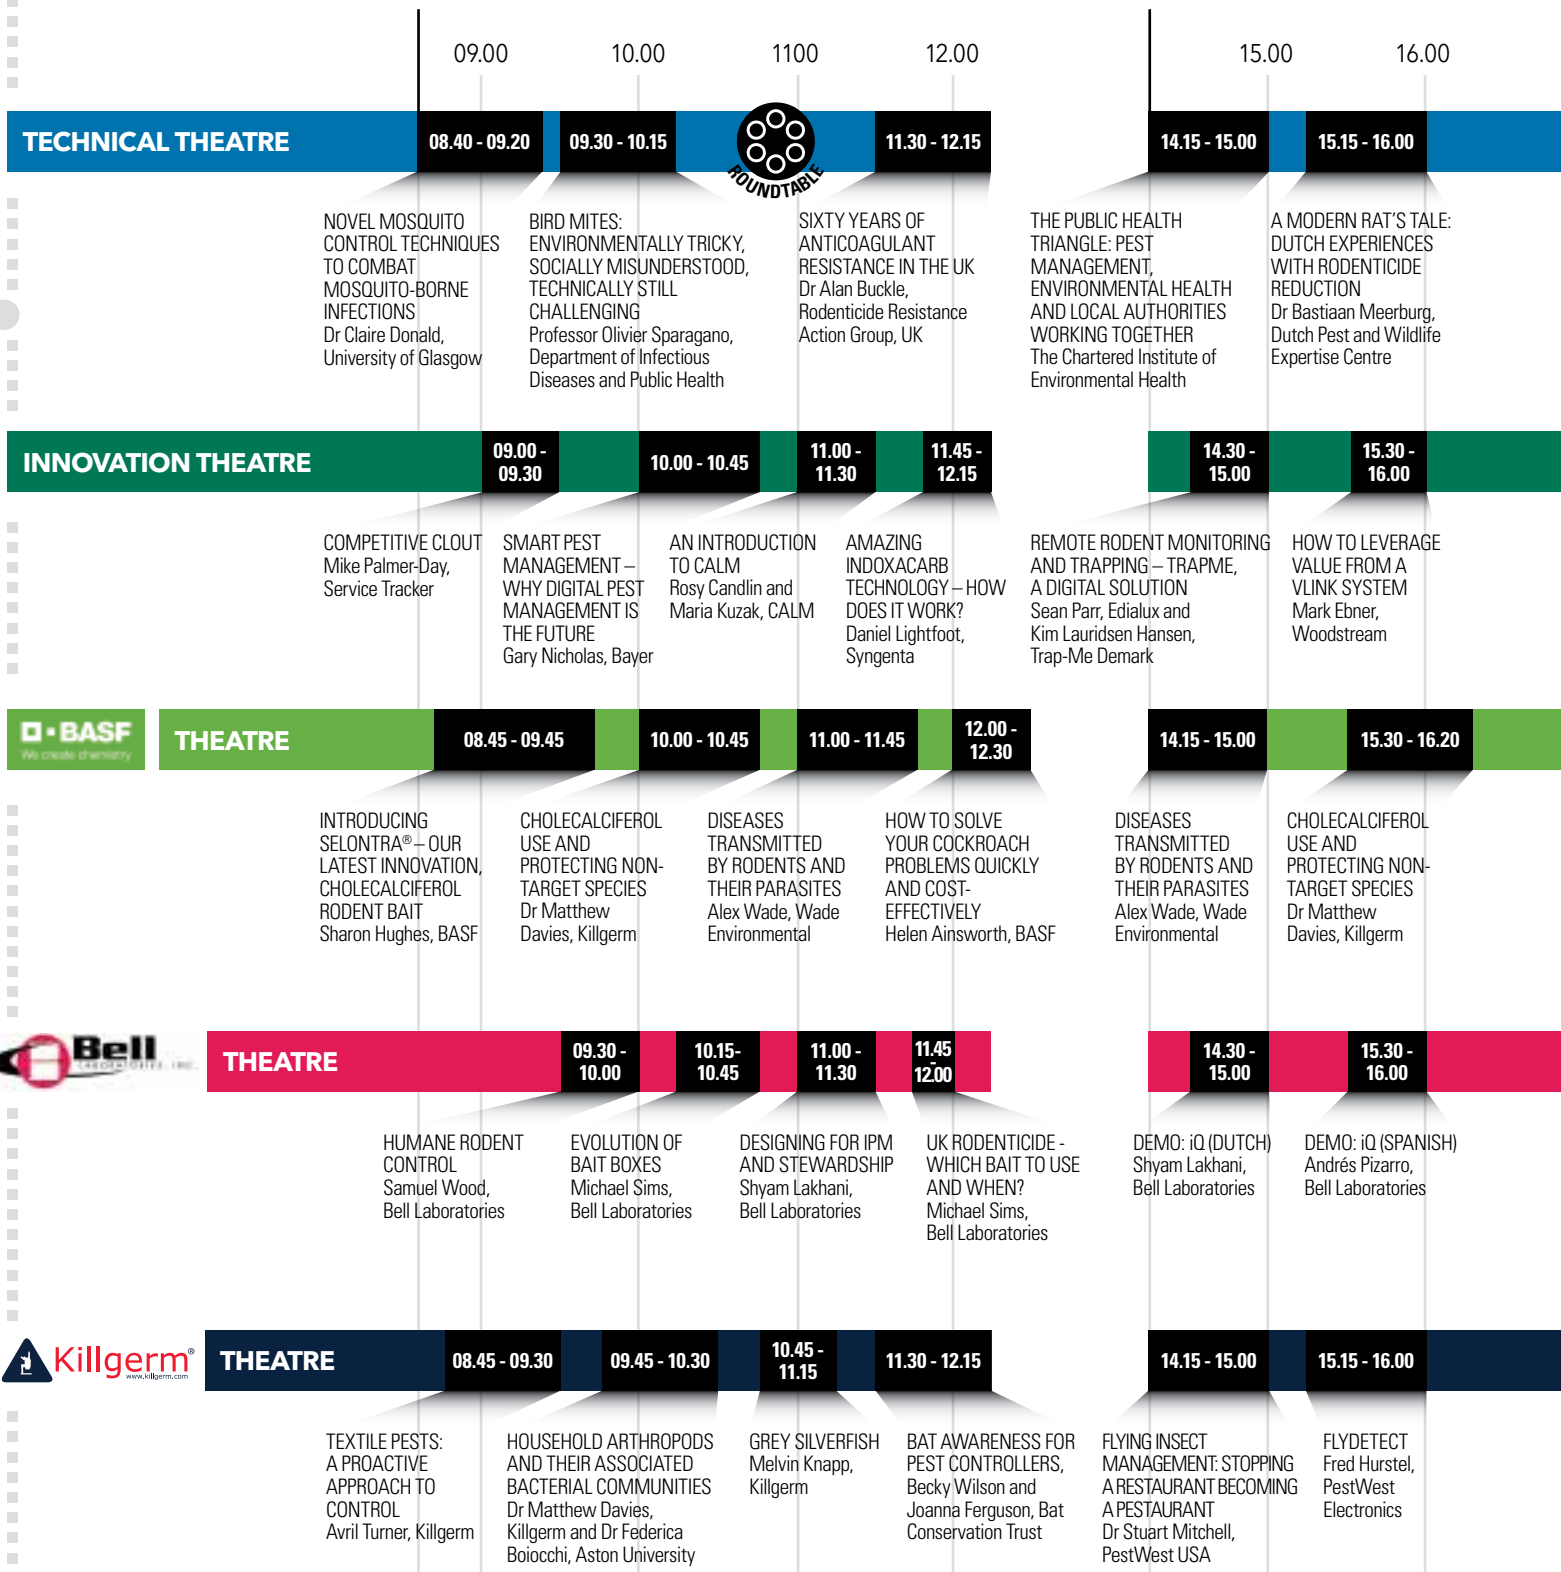 09.00 10.00 1100 12.00 15.00 16.00
TECHNICAL THEATRE
08.40 - 09.20
09.30 - 10.15
ROUNDTABLE
11.30 - 12.15
14.15 - 15.00
15.15 - 16.00
NOVEL MOSQUITO
CONTROL TECHNIQUES
TO COMBAT
MOSQUITO-BORNE
INFECTIONS
Dr Claire Donald,
University of Glasgow
BIRD MITES:
ENVIRONMENTALLY TRICKY,
SOCIALLY MISUNDERSTOOD,
TECHNICALLY STILL
CHALLENGING
Professor Olivier Sparagano,
Department of Infectious
Diseases and Public Health
SIXTY YEARS OF
ANTICOAGULANT
RESISTANCE IN THE UK
Dr Alan Buckle,
Rodenticide Resistance
Action Group, UK
THE PUBLIC HEALTH
TRIANGLE: PEST
MANAGEMENT,
ENVIRONMENTAL HEALTH
AND LOCAL AUTHORITIES
WORKING TOGETHER
The Chartered Institute of
Environmental Health
A MODERN RAT'S TALE:
DUTCH EXPERIENCES
WITH RODENTICIDE
REDUCTION
Dr Bastiaan Meerburg,
Dutch Pest and Wildlife
Expertise Centre
INNOVATION THEATRE
09.00 -
09.30
10.00 - 10.45
11.00 -
11.30
11.45 -
12.15
14.30 -
15.00
15.30 -
16.00
COMPETITIVE CLOUT
Mike Palmer-Day,
Service Tracker
SMART PEST
MANAGEMENT –
WHY DIGITAL PEST
MANAGEMENT IS
THE FUTURE
Gary Nicholas, Bayer
AN INTRODUCTION
TO CALM
Rosy Candlin and
Maria Kuzak, CALM
AMAZING
INDOXACARB
TECHNOLOGY – HOW
DOES IT WORK?
Daniel Lightfoot,
Syngenta
REMOTE RODENT MONITORING
AND TRAPPING – TRAPME,
A DIGITAL SOLUTION
Sean Parr, Edialux and
Kim Lauridsen Hansen,
Trap-Me Demark
HOW TO LEVERAGE
VALUE FROM A
VLINK SYSTEM
Mark Ebner,
Woodstream
BASF
We create chemistry
THEATRE
08.45 - 09.45
10.00 - 10.45
11.00 - 11.45
12.00 -
12.30
14.15 - 15.00
15.30 - 16.20
INTRODUCING
SELONTRA® – OUR
LATEST INNOVATION,
CHOLECALCIFEROL
RODENT BAIT
Sharon Hughes, BASF
CHOLECALCIFEROL
USE AND
PROTECTING NON-
TARGET SPECIES
Dr Matthew
Davies, Killgerm
DISEASES
TRANSMITTED
BY RODENTS AND
THEIR PARASITES
Alex Wade, Wade
Environmental
HOW TO SOLVE
YOUR COCKROACH
PROBLEMS QUICKLY
AND COST-
EFFECTIVELY
Helen Ainsworth, BASF
DISEASES
TRANSMITTED
BY RODENTS AND
THEIR PARASITES
Alex Wade, Wade
Environmental
CHOLECALCIFEROL
USE AND
PROTECTING NON-
TARGET SPECIES
Dr Matthew
Davies, Killgerm
Bell
LABORATORIES, INC.
THEATRE
09.30 -
10.00
10.15-
10.45
11.00 -
11.30
11.45
-
12.00
14.30 -
15.00
15.30 -
16.00
HUMANE RODENT
CONTROL
Samuel Wood,
Bell Laboratories
EVOLUTION OF
BAIT BOXES
Michael Sims,
Bell Laboratories
DESIGNING FOR IPM
AND STEWARDSHIP
Shyam Lakhani,
Bell Laboratories
UK RODENTICIDE -
WHICH BAIT TO USE
AND WHEN?
Michael Sims,
Bell Laboratories
DEMO: iQ (DUTCH)
Shyam Lakhani,
Bell Laboratories
DEMO: iQ (SPANISH)
Andrés Pizarro,
Bell Laboratories
Killgerm®
www.killgerm.com
THEATRE
08.45 - 09.30
09.45 - 10.30
10.45 -
11.15
11.30 - 12.15
14.15 - 15.00
15.15 - 16.00
TEXTILE PESTS:
A PROACTIVE
APPROACH TO
CONTROL
Avril Turner, Killgerm
HOUSEHOLD ARTHROPODS
AND THEIR ASSOCIATED
BACTERIAL COMMUNITIES
Dr Matthew Davies,
Killgerm and Dr Federica
Boiocchi, Aston University
GREY SILVERFISH
Melvin Knapp,
Killgerm
BAT AWARENESS FOR
PEST CONTROLLERS,
Becky Wilson and
Joanna Ferguson, Bat
Conservation Trust
FLYING INSECT
MANAGEMENT: STOPPING
A RESTAURANT BECOMING
A PESTAURANT
Dr Stuart Mitchell,
PestWest USA
FLYDETECT
Fred Hurstel,
PestWest
Electronics